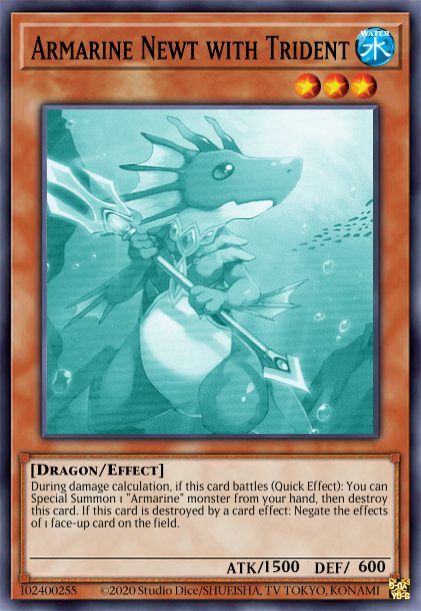 Armarine Newt with Trident
WATER
水
[Dragon/Effect]
During damage calculation, if this card battles (Quick Effect): You can
Special Summon 1 "Armarine" monster from your hand, then destroy
this card. If this card is destroyed by a card effect: Negate the effects
of 1 face-up card on the field.
ATK/1500 DEF/ 600
102400255 ©2020 Studio Dice/SHUEISHA, TV TOKYO, KONAMI